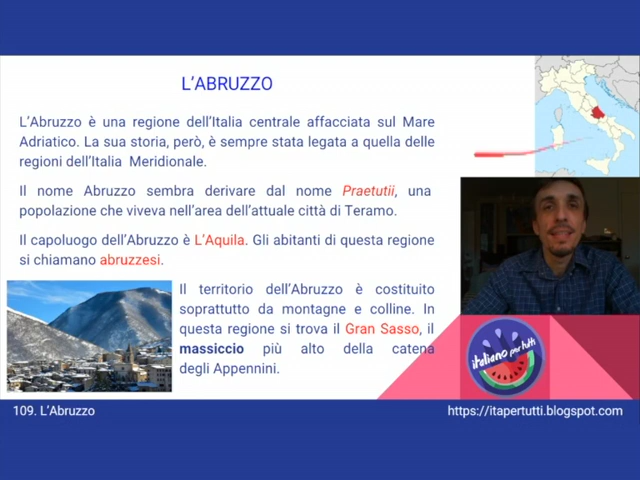 L'ABRUZZO
L'Abruzzo è una regione dell'Italia centrale affacciata sul Mare
Adriatico. La sua storia, però, è sempre stata legata a quella delle
regioni dell'Italia Meridionale.
Il nome Abruzzo sembra derivare dal nome Praetutii, una
popolazione che viveva nell'area dell'attuale città di Teramo.
Il capoluogo dell'Abruzzo è L'Aquila. Gli abitanti di questa regione
si chiamano abruzzesi.
Il territorio dell'Abruzzo è costituito
soprattutto da montagne e colline. In
questa regione si trova il Gran Sasso, il
massiccio più alto della catena
degli Appennini.
italiano per tutti
109. L'Abruzzo
https://itapertutti.blogspot.com